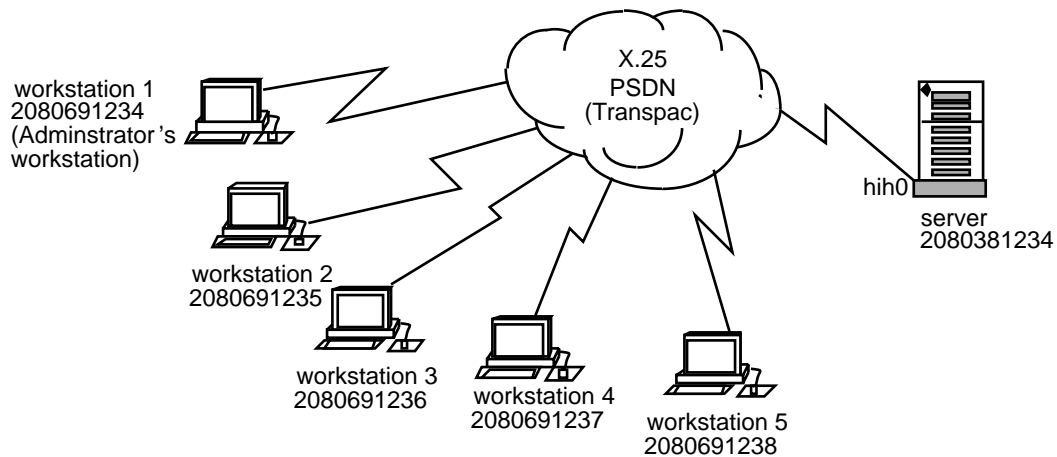 X.25
PSDN
(Transpac)
workstation 1
2080691234
(Adminstrator's
workstation)
hih0
server
2080381234
workstation 2
2080691235
workstation 3
2080691236
workstation 4
2080691237
workstation 5
2080691238